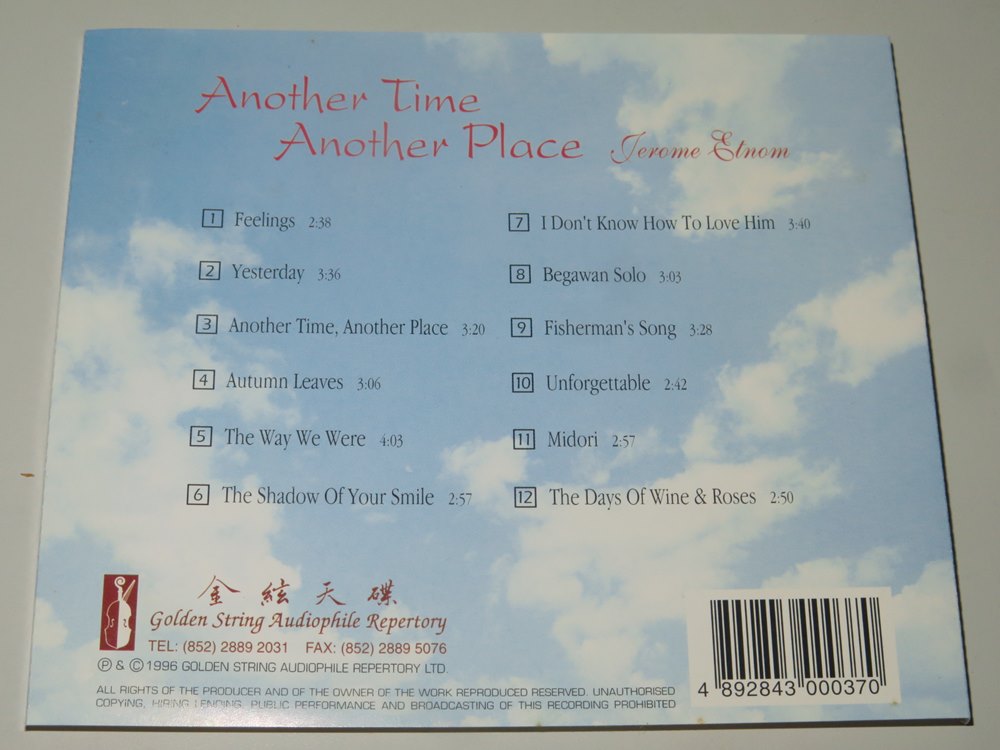 Another Time
Another Place Jerome Etnom
1 Feelings 2:38
2 Yesterday 3:36
3 Another Time, Another Place 3:20
4 Autumn Leaves 3:06
5 The Way We Were 4:03
6 The Shadow Of Your Smile 2:57
7 I Don't Know How To Love Him 3:40
8 Begawan Solo 3:03
9 Fisherman's Song 3:28
10 Unforgettable 2:42
11 Midori 2:57
12 The Days Of Wine & Roses 2:50
金絃天碟
Golden String Audiophile Repertory
TEL: (852) 2889 2031 FAX: (852) 2889 5076
Ⓟ & © 1996 GOLDEN STRING AUDIOPHILE REPERTORY LTD.
ALL RIGHTS OF THE PRODUCER AND OF THE OWNER OF THE WORK REPRODUCED RESERVED. UNAUTHORISED
COPYING, HIRING LENDING, PUBLIC PERFORMANCE AND BROADCASTING OF THIS RECORDING PROHIBITED
4 892843 000370